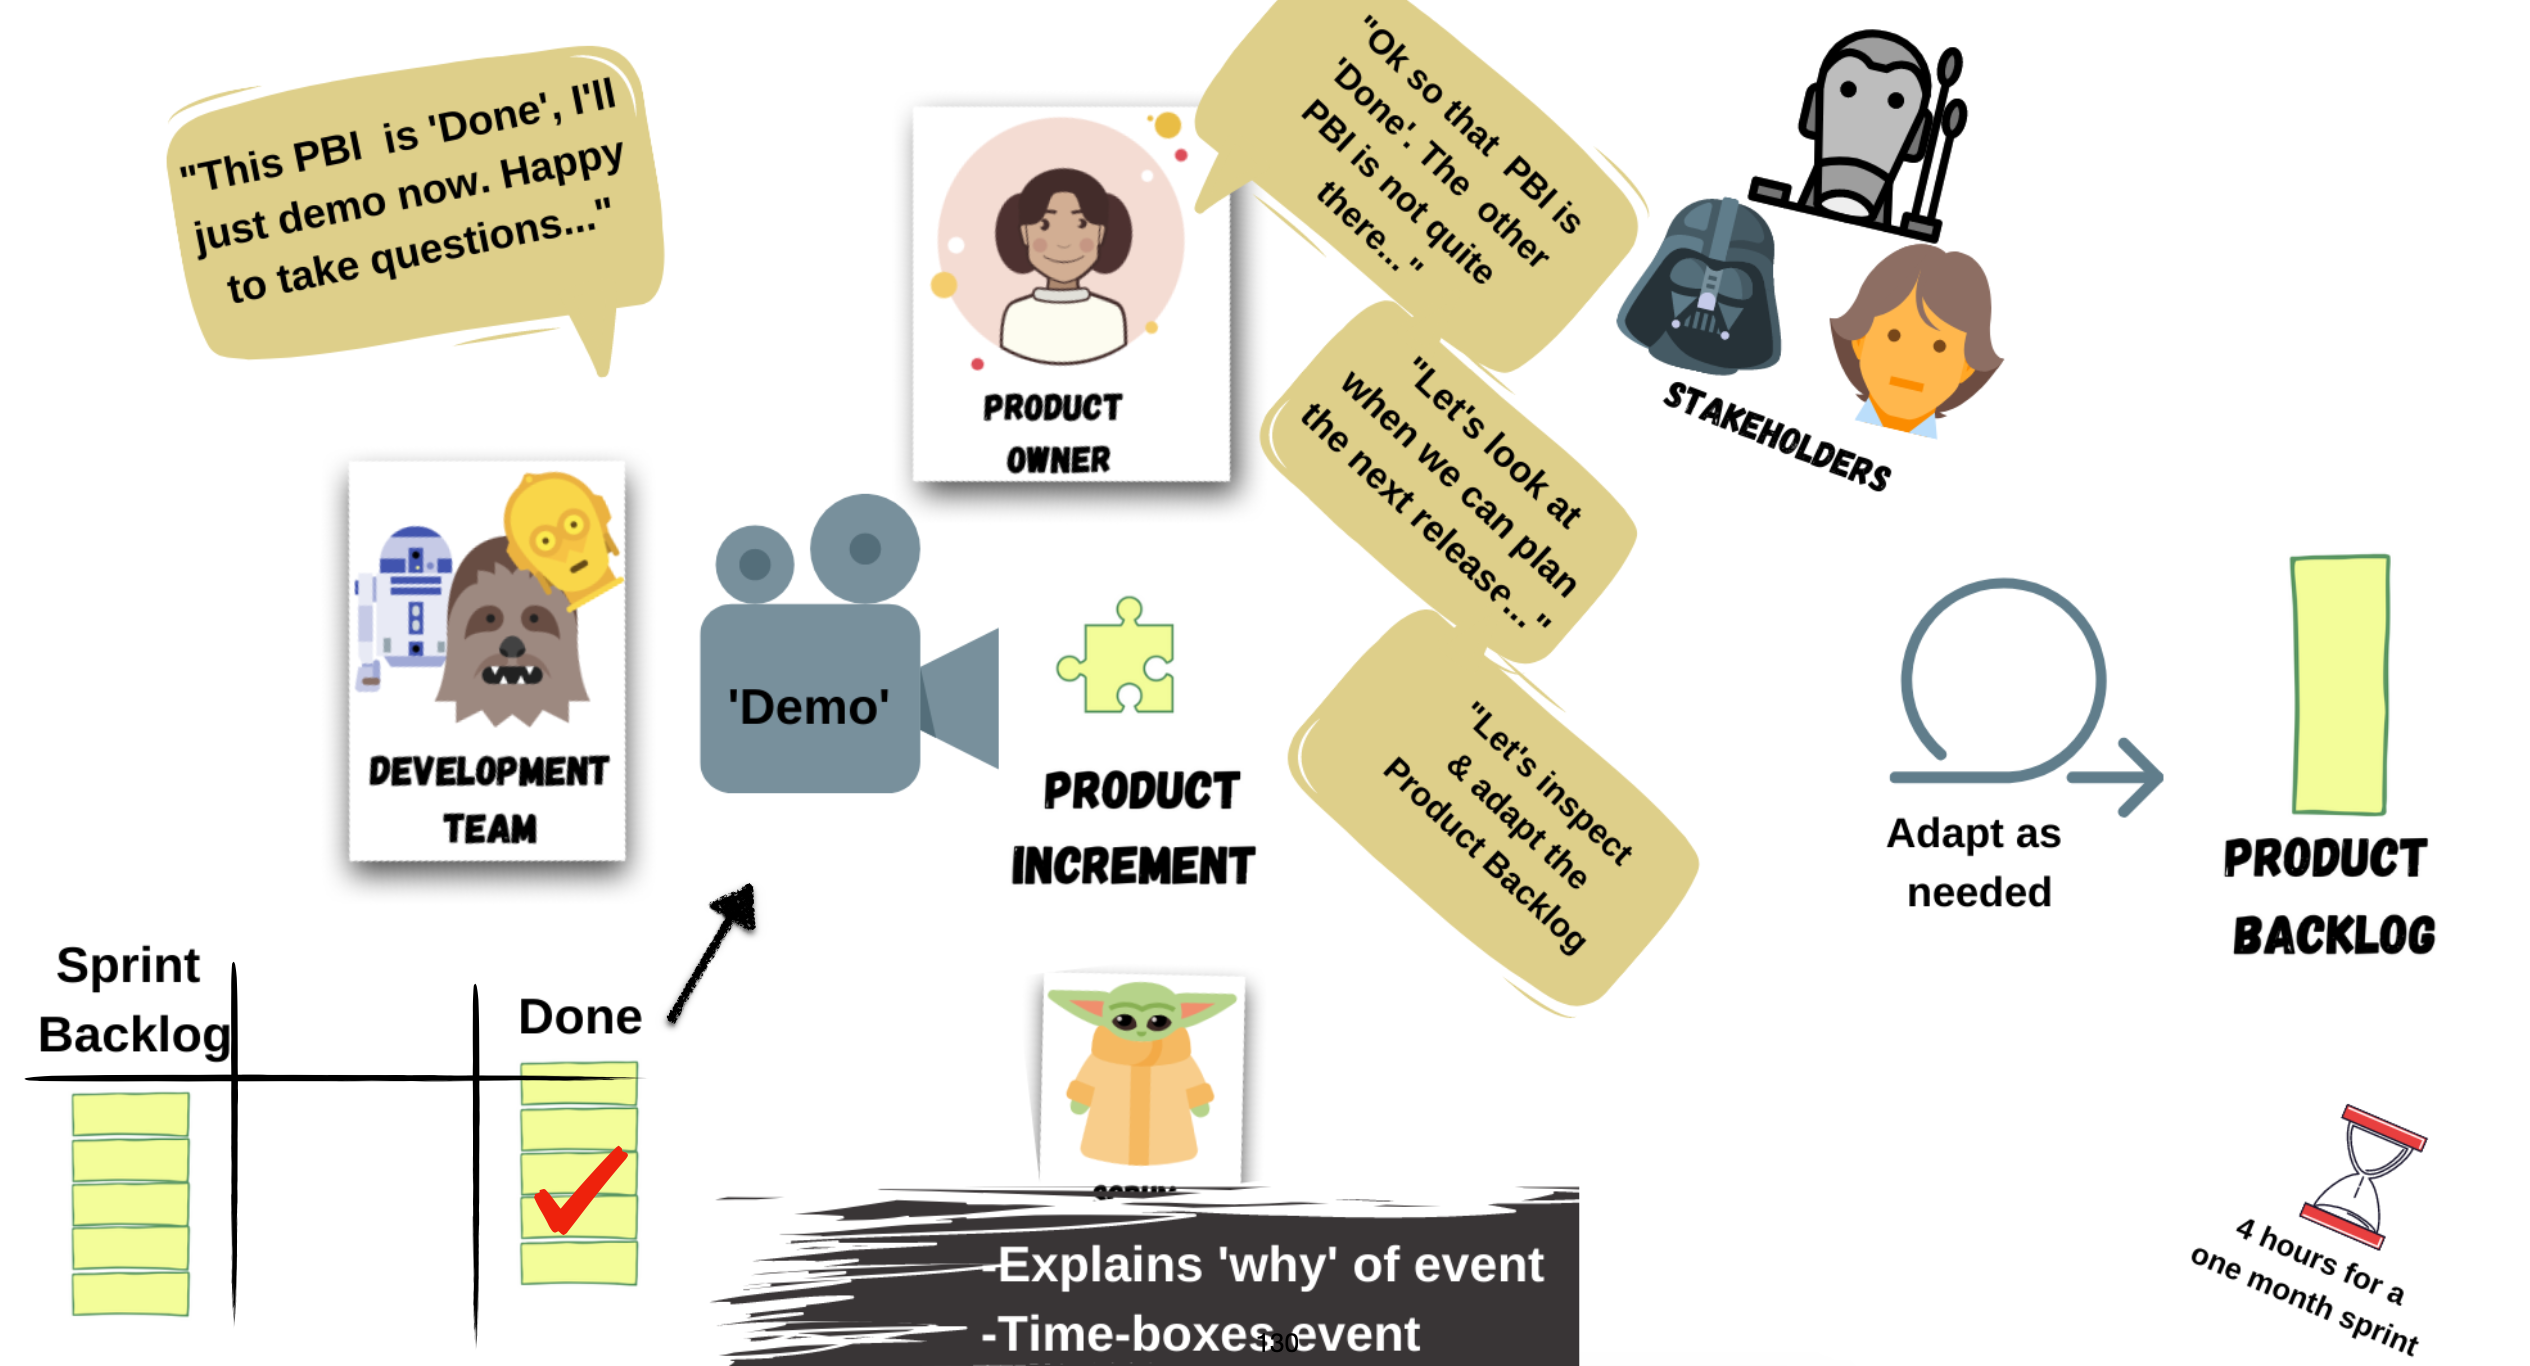 "This PBI  is 'Done', I'll
just demo now. Happy
to take questions..."
PRODUCT
OWNER
"Ok so that  PBI is
'Done'. The  other
PBI is not quite
there... "
STAKEHOLDERS
"Let's look at
when we can plan
the next release... "
DEVELOPMENT
TEAM
'Demo'
PRODUCT
INCREMENT
"Let's inspect
& adapt the
Product Backlog
Adapt as
needed
PRODUCT
BACKLOG
Sprint
Backlog
Done
SCRUM
-Explains 'why' of event
-Time-boxes event
130
4 hours for a
one month sprint